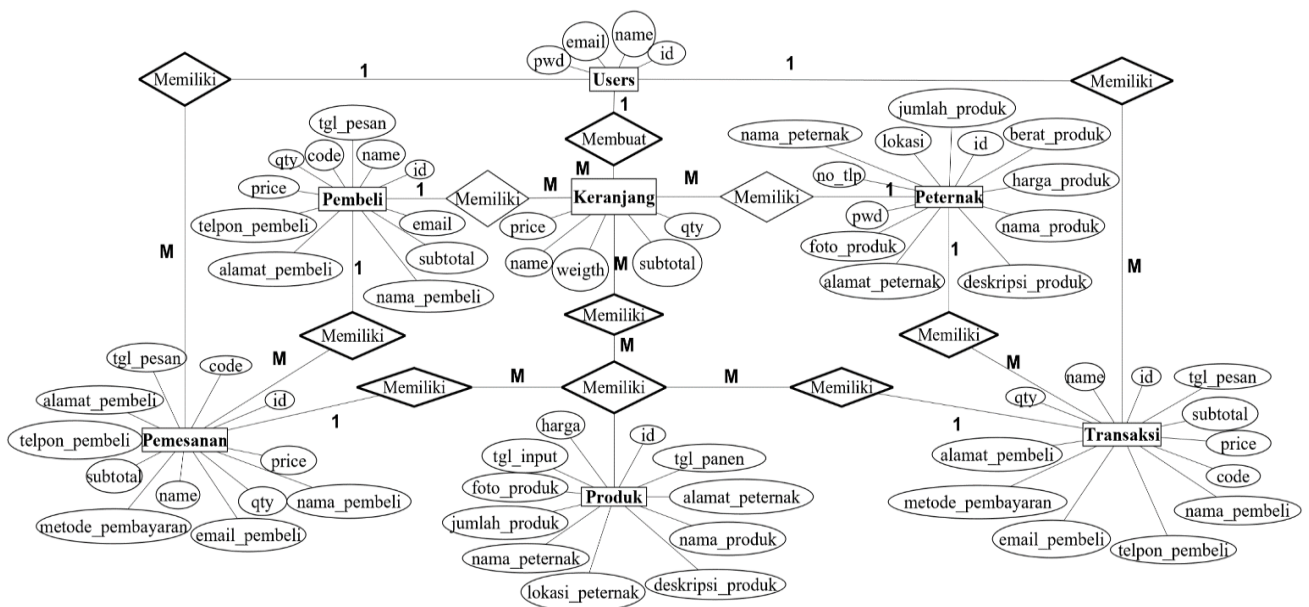 name
email
pwd
id
Users
Memiliki
1
1
Memiliki
1
Membuat
tgl_pesan
qty
code
name
id
price
Pembeli
1
Memiliki
M
M
Keranjang
M
Memiliki
1
telpon_pembeli
email
subtotal
alamat_pembeli
nama_pembeli
1
price
name
weigth
M
subtotal
qty
jumlah_produk
nama_peternak
lokasi
id
berat_produk
no_tlp
harga_produk
Peternak
pwd
nama_produk
foto_produk
alamat_peternak
deskripsi_produk
1
M
M
Memiliki
Memiliki
Memiliki
M
M
M
Memiliki
M
Memiliki
M
Memiliki
1
1
tgl_pesan
code
alamat_pembeli
id
telpon_pembeli
Pemesanan
price
subtotal
name
qty
nama_pembeli
metode_pembayaran
email_pembeli
harga
id
tgl_input
tgl_panen
foto_produk
Produk
alamat_peternak
jumlah_produk
nama_produk
nama_peternak
deskripsi_produk
lokasi_peternak
name
id
tgl_pesan
qty
subtotal
Transaksi
price
alamat_pembeli
code
metode_pembayaran
nama_pembeli
email_pembeli
telpon_pembeli